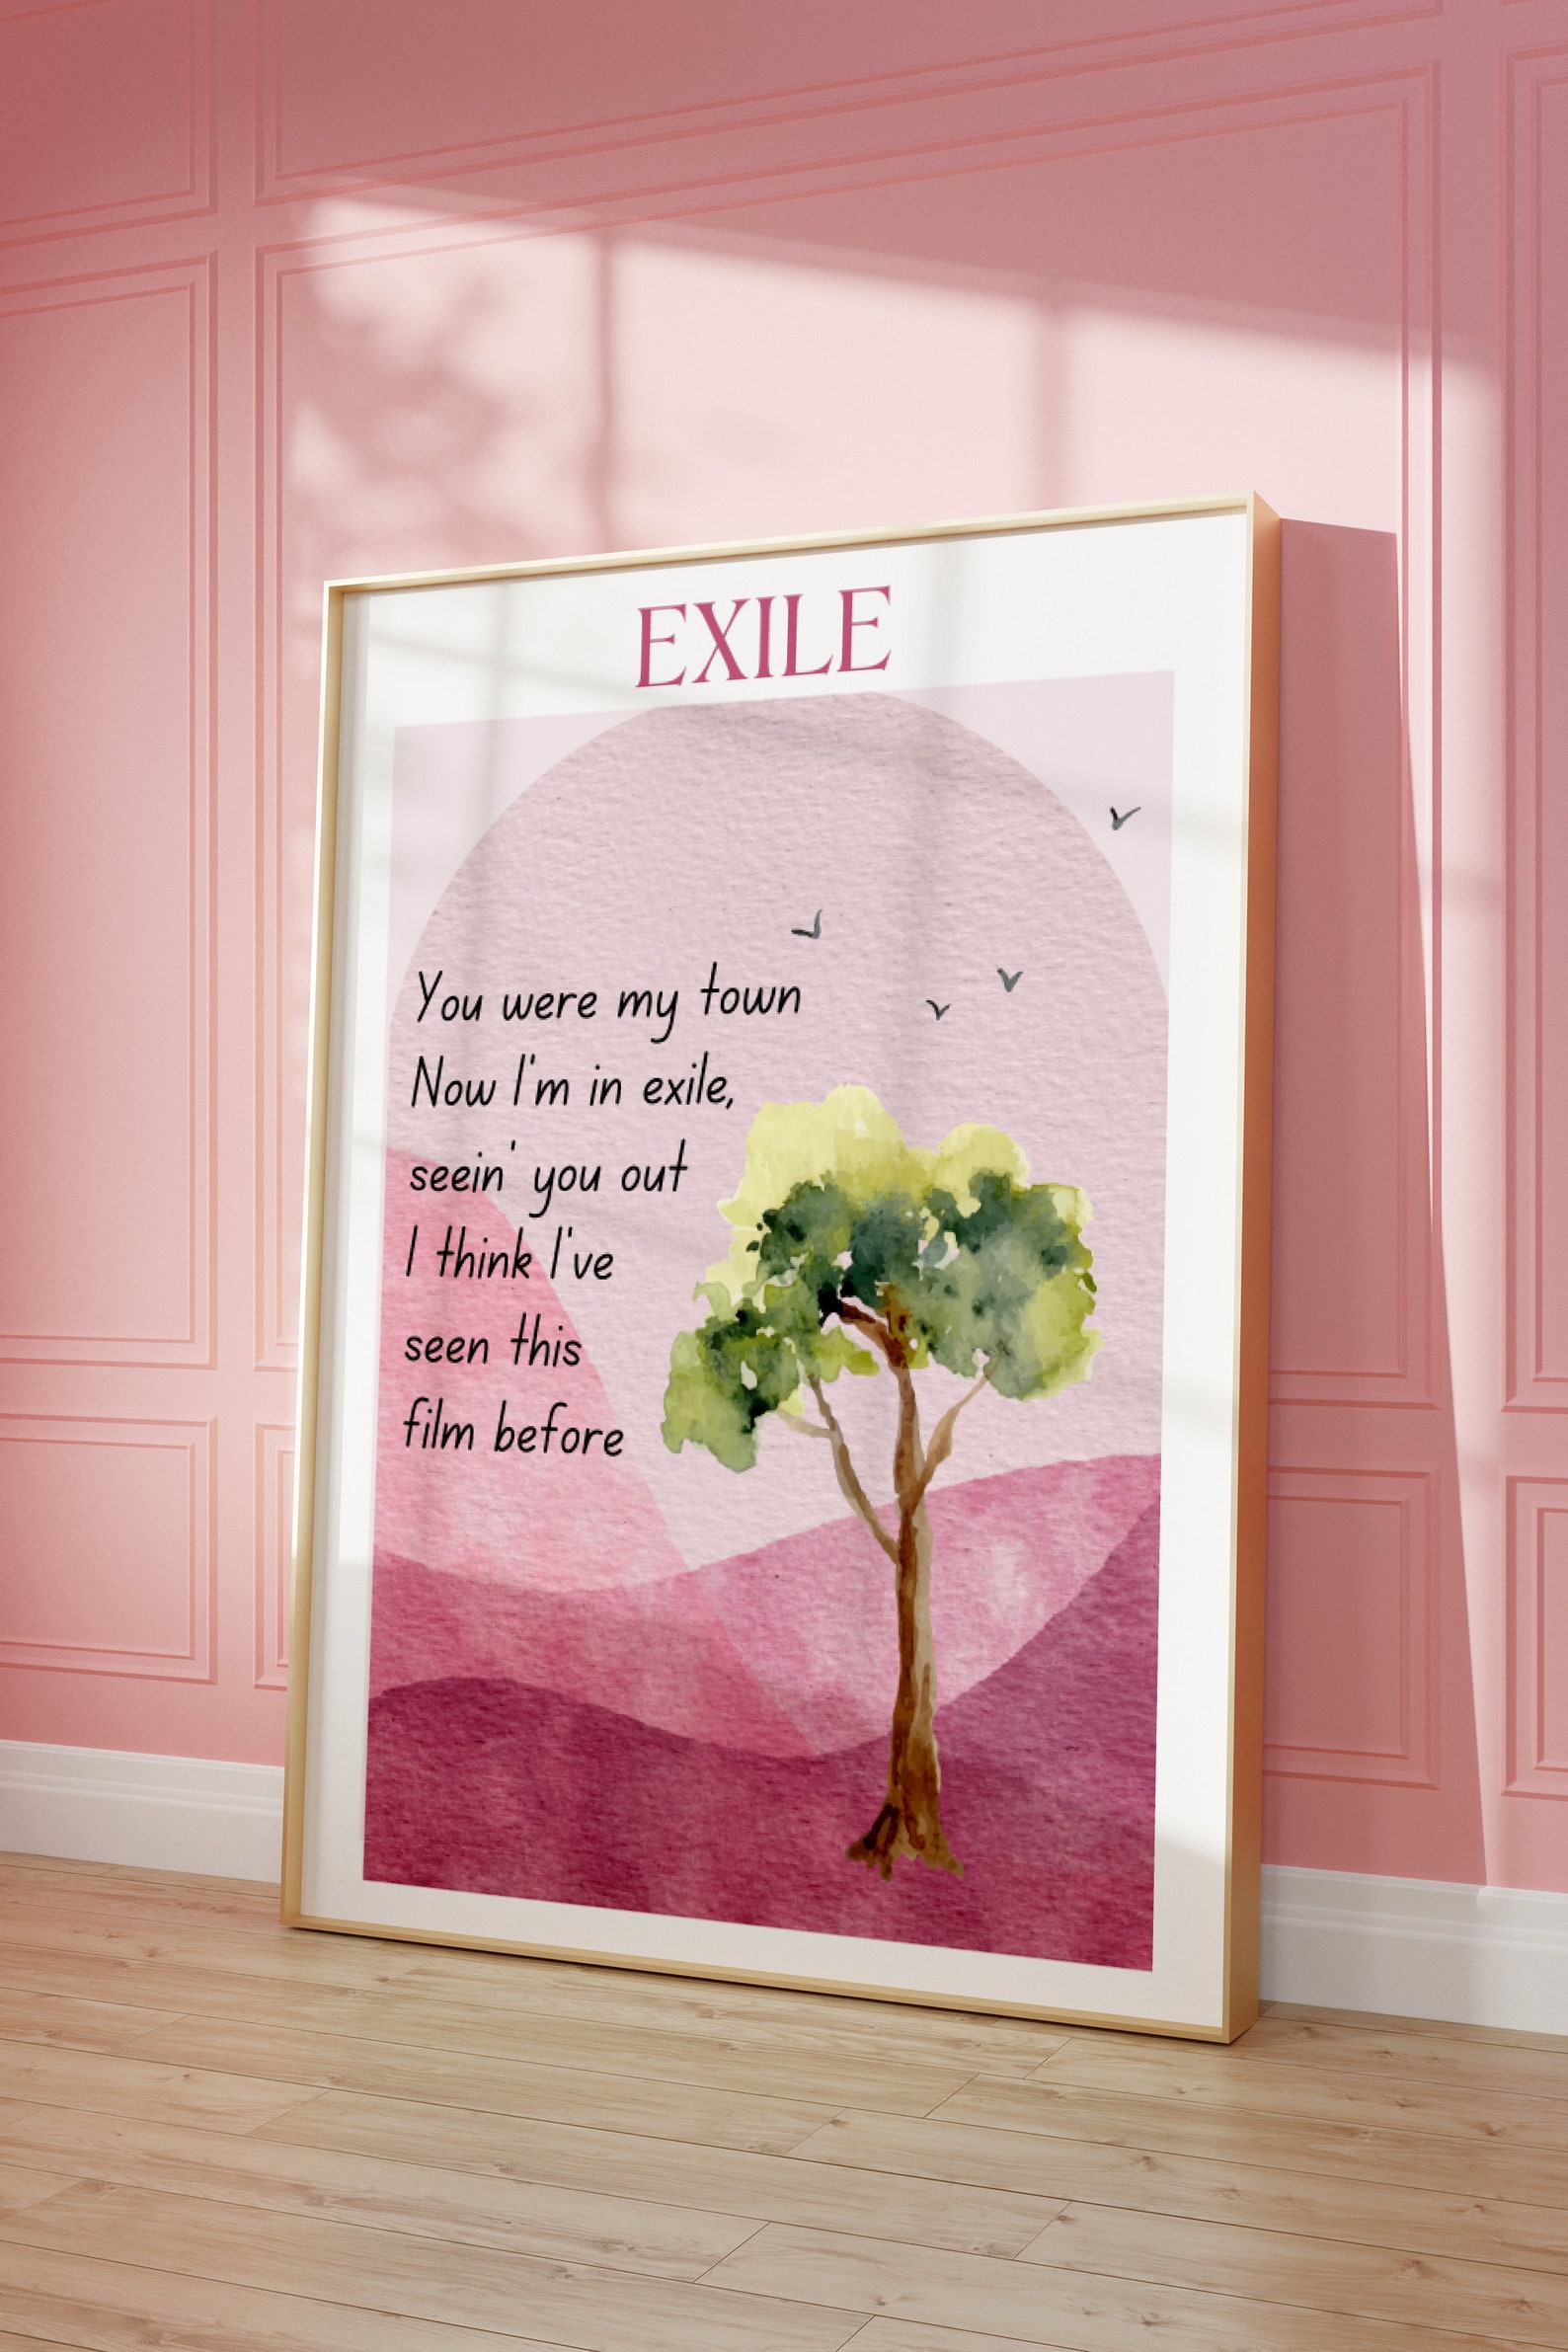 EXILE
You were my town
Now I'm in exile,
seein' you out
I think I've
seen this
film before